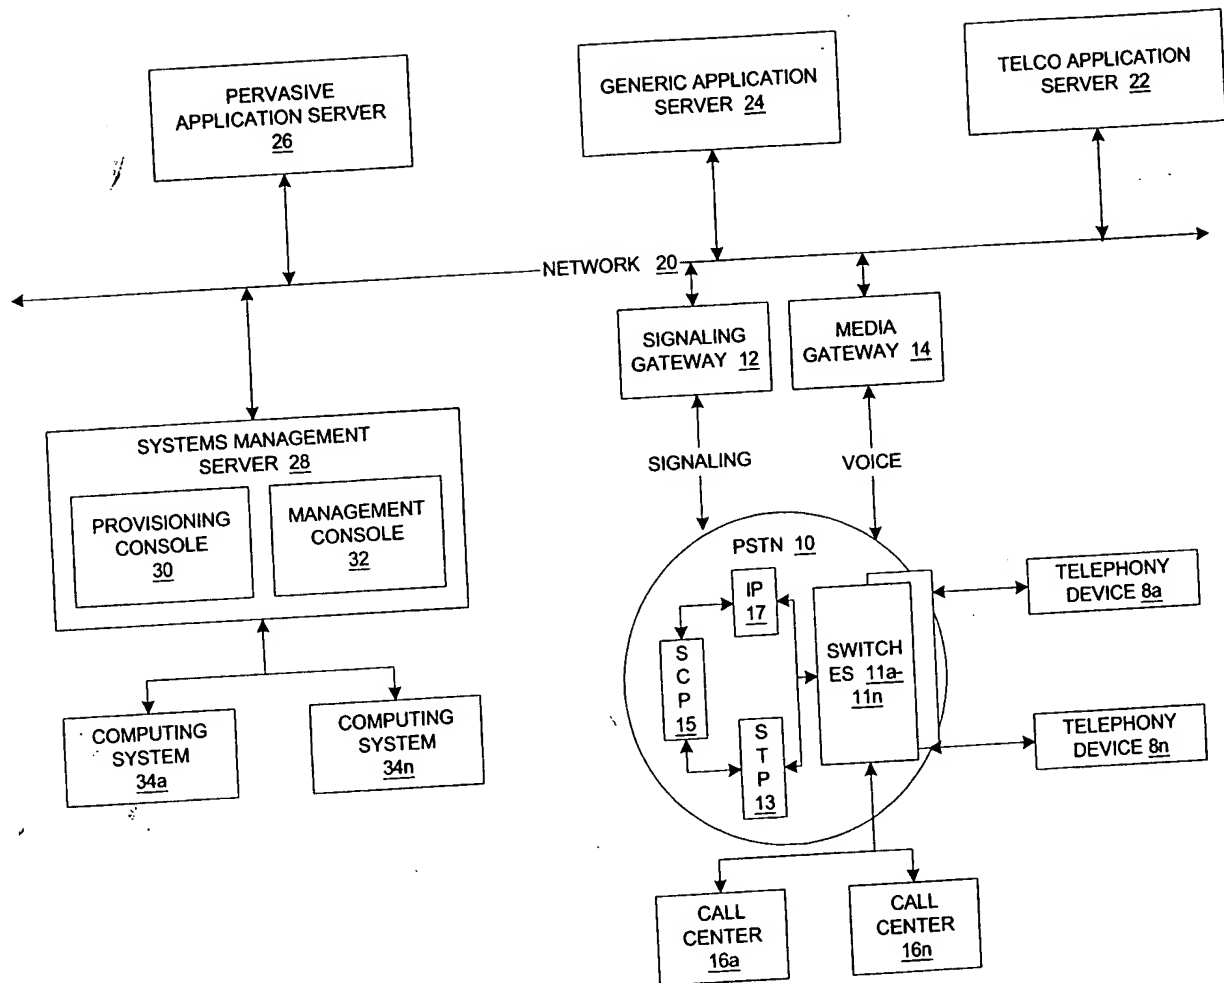 PERVASIVE
APPLICATION SERVER
26
GENERIC APPLICATION
SERVER 24
TELCO APPLICATION
SERVER 22
NETWORK 20
SIGNALING
GATEWAY 12
MEDIA
GATEWAY 14
SYSTEMS MANAGEMENT
SERVER 28
PROVISIONING
CONSOLE
30
MANAGEMENT
CONSOLE
32
SIGNALING
VOICE
PSTN 10
IP
17
S
C
P
15
S
T
P
13
SWITCH
ES 11a-
11n
TELEPHONY
DEVICE 8a
TELEPHONY
DEVICE 8n
COMPUTING
SYSTEM
34a
COMPUTING
SYSTEM
34n
CALL
CENTER
16a
CALL
CENTER
16n